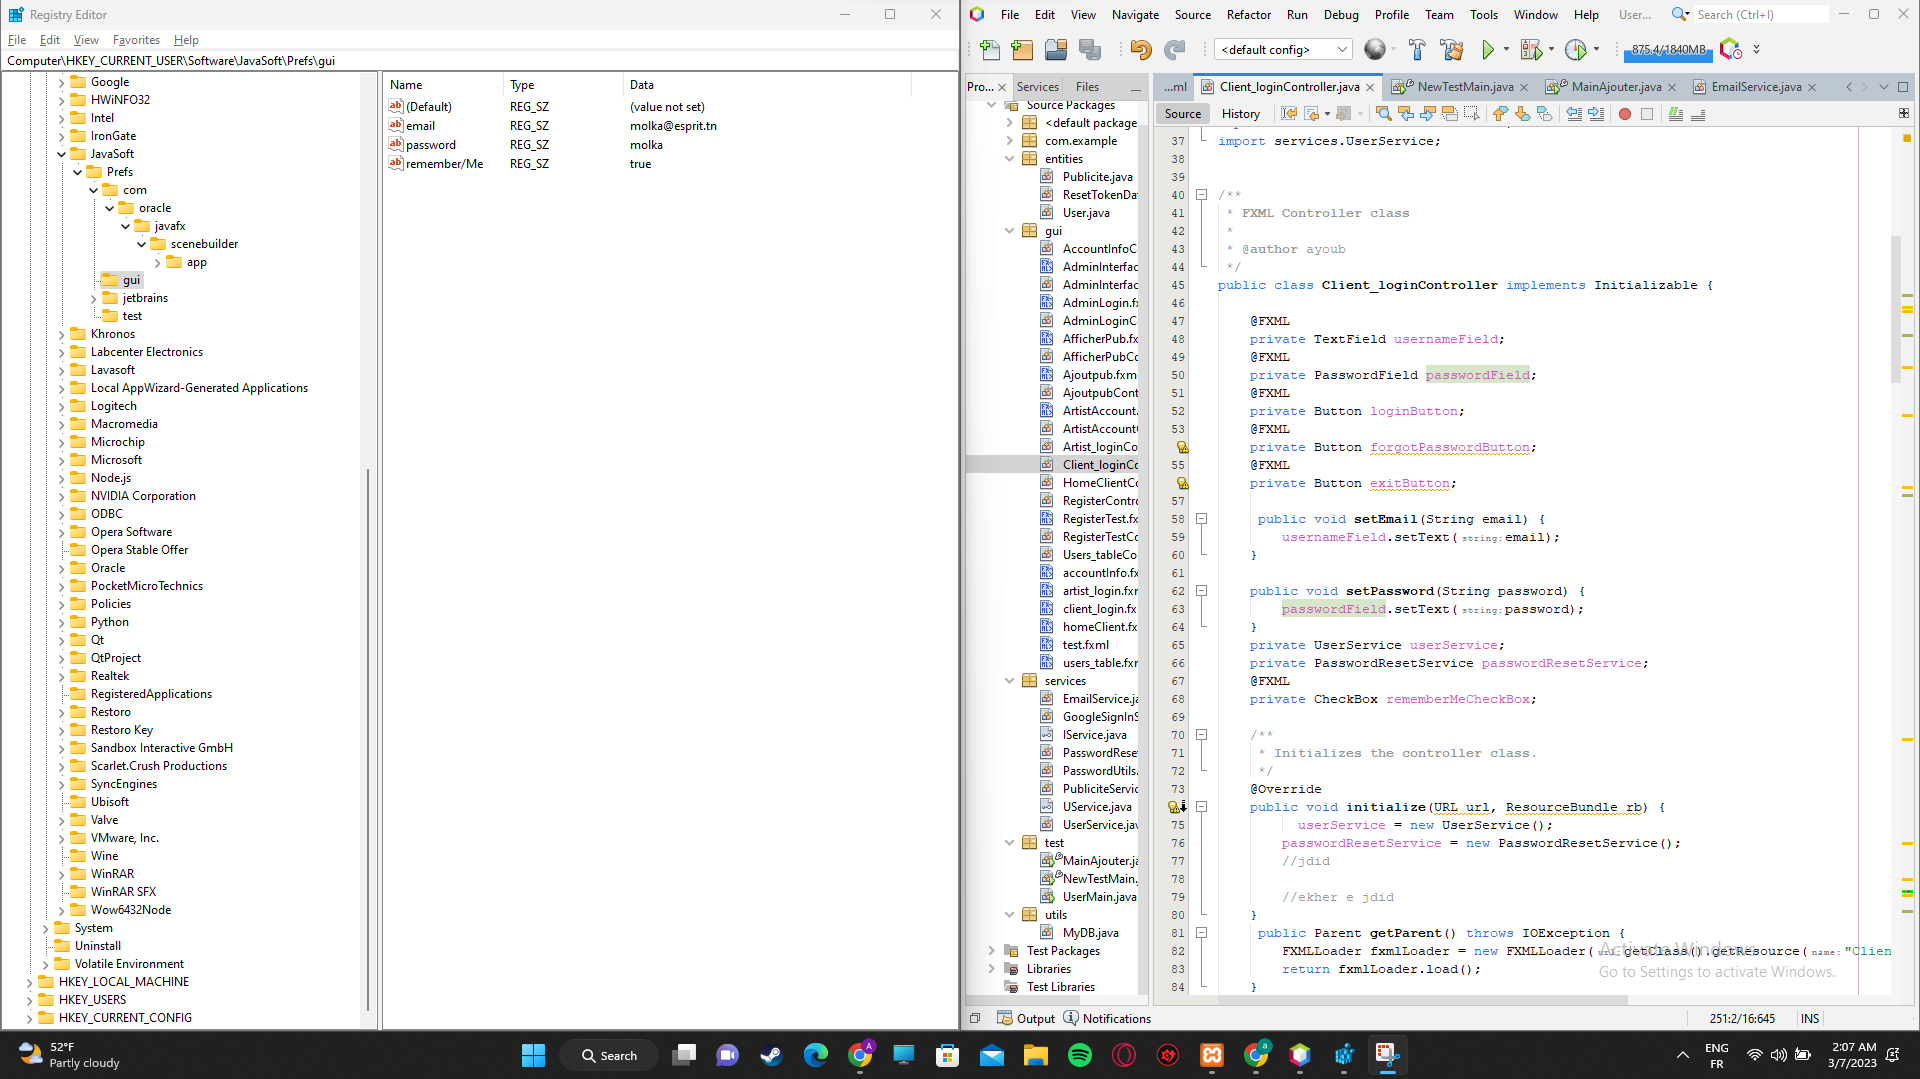 Registry Editor
File Edit View Favorites Help
Computer\HKEY_CURRENT_USER\Software\JavaSoft\Prefs\gui
Google
HWiNFO32
Intel
IronGate
JavaSoft
Prefs
com
oracle
javafx
scenebuilder
app
gui
jetbrains
test
Khronos
Labcenter Electronics
Lavasoft
Local AppWizard-Generated Applications
Logitech
Macromedia
Microchip
Microsoft
Node.js
NVIDIA Corporation
ODBC
Opera Software
Opera Stable Offer
Oracle
PocketMicroTechnics
Policies
Python
Qt
QtProject
Realtek
RegisteredApplications
Restoro
Restoro Key
Sandbox Interactive GmbH
Scarlet.Crush Productions
SyncEngines
Ubisoft
Valve
VMware, Inc.
Wine
WinRAR
WinRAR SFX
Wow6432Node
System
Uninstall
Volatile Environment
HKEY_LOCAL_MACHINE
HKEY_USERS
HKEY_CURRENT_CONFIG
Name Type Data
(Default) REG_SZ (value not set)
email REG_SZ molka@esprit.tn
password REG_SZ molka
remember/Me REG_SZ true
File Edit View Navigate Source Refactor Run Debug Profile Team Tools Window Help User... Search (Ctrl+I)
<default config> 875.4/1840MB
Pro... Services Files
Source Packages
<default package
com.example
entities
Publicite.java
ResetTokenDa
User.java
gui
AccountInfoC
AdminInterfac
AdminInterfac
AdminLogin.fx
AdminLoginC
AfficherPub.fx
AfficherPubCo
Ajoutpub.fxm
AjoutpubCont
ArtistAccount.
ArtistAccount
Artist_loginCo
Client_loginCo
HomeClientCo
RegisterContro
RegisterTest.fx
RegisterTestCo
Users_tableCo
accountInfo.fx
artist_login.fxr
client_login.fx
homeClient.fx
test.fxml
users_table.fxr
services
EmailService.ja
GoogleSignInS
IService.java
PasswordRese
PasswordUtils.
PubliciteServic
UService.java
UserService.jav
test
MainAjouter.ja
NewTestMain.
UserMain.java
utils
MyDB.java
Test Packages
Libraries
Test Libraries
...ml Client_loginController.java NewTestMain.java MainAjouter.java EmailService.java
Source History
37 import services.UserService;
38
39
40 /**
41 * FXML Controller class
42 *
43 * @author ayoub
44 */
45 public class Client_loginController implements Initializable {
46
47 @FXML
48 private TextField usernameField;
49 @FXML
50 private PasswordField passwordField;
51 @FXML
52 private Button loginButton;
53 @FXML
private Button forgotPasswordButton;
55 @FXML
private Button exitButton;
57
58 public void setEmail(String email) {
59 usernameField.setText(string:email);
60 }
61
62 public void setPassword(String password) {
63 passwordField.setText(string:password);
64 }
65 private UserService userService;
66 private PasswordResetService passwordResetService;
67 @FXML
68 private CheckBox rememberMeCheckBox;
69
70 /**
71 * Initializes the controller class.
72 */
73 @Override
public void initialize(URL url, ResourceBundle rb) {
75 userService = new UserService();
76 passwordResetService = new PasswordResetService();
77 //jdid
78
79 //ekher e jdid
80 }
81 public Parent getParent() throws IOException {
82 FXMLLoader fxmlLoader = new FXMLLoader(url:getClass().getResource(name:"Clien
83 return fxmlLoader.load();
84 }
Activate Windows
Go to Settings to activate Windows.
Output Notifications 251:2/16:645 INS
52°F
Partly cloudy
Search
ENG
FR
2:07 AM
3/7/2023